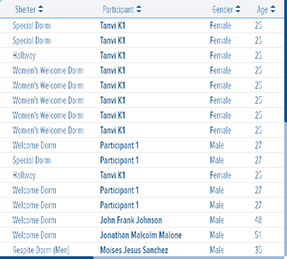 Shelter Participant Gender Age
Special Dorm Tanvi K1 Female 25
Special Dorm Tanvi K1 Female 25
Hallway Tanvi K1 Female 25
Women's Welcome Dorm Tanvi K1 Female 25
Women's Welcome Dorm Tanvi K1 Female 25
Women's Welcome Dorm Tanvi K1 Female 25
Women's Welcome Dorm Tanvi K1 Female 25
Women's Welcome Dorm Tanvi K1 Female 25
Welcome Dorm Participant 1 Male 27
Special Dorm Participant 1 Male 27
Hallway Tanvi K1 Female 25
Welcome Dorm Participant 1 Male 27
Welcome Dorm Participant 1 Male 27
Welcome Dorm John Frank Johnson Male 48
Welcome Dorm Jonathan Malcolm Malone Male 51
Respite Dorm (Men) Moises Jesus Sanchez Male 35